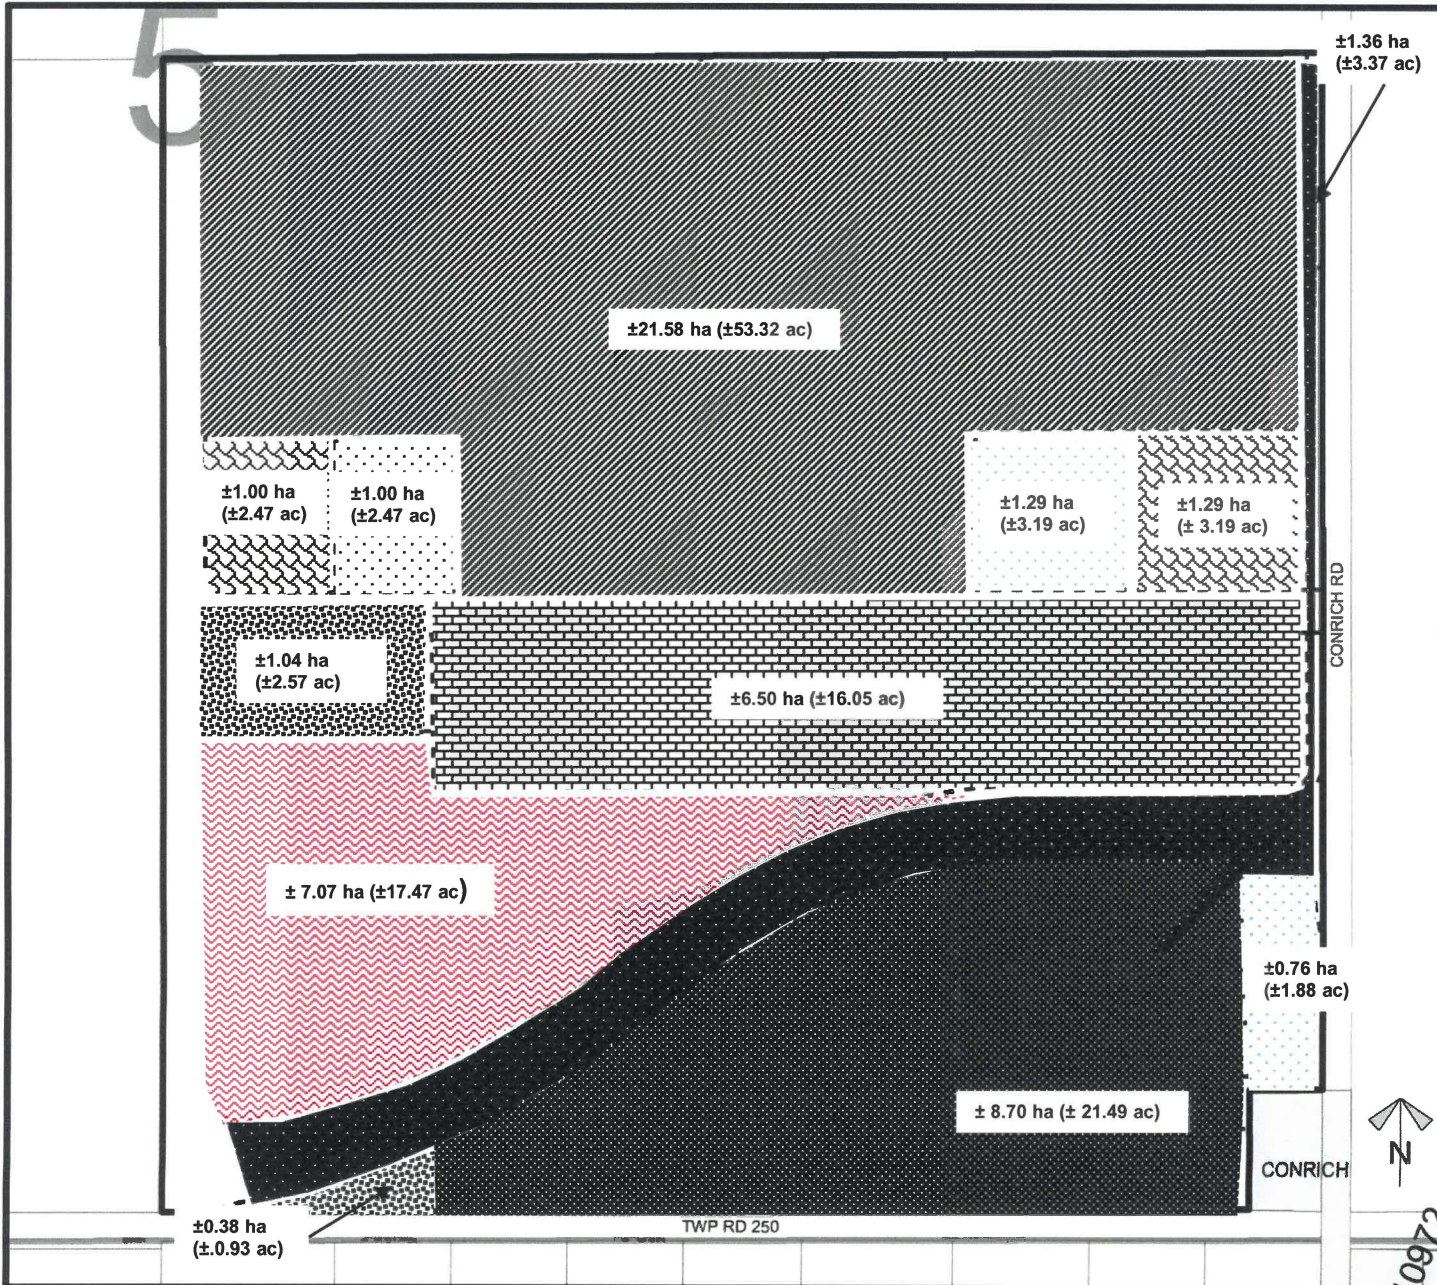 5
±1.36 ha
(±3.37 ac)
±21.58 ha (±53.32 ac)
±1.00 ha
(±2.47 ac)
±1.00 ha
(±2.47 ac)
±1.29 ha
(±3.19 ac)
±1.29 ha
(± 3.19 ac)
CONRICH RD
±1.04 ha
(±2.57 ac)
±6.50 ha (±16.05 ac)
± 7.07 ha (±17.47 ac)
±0.76 ha
(±1.88 ac)
± 8.70 ha (± 21.49 ac)
N
CONRICH
±0.38 ha
(±.0.93 ac)
TWP RD 250
0972